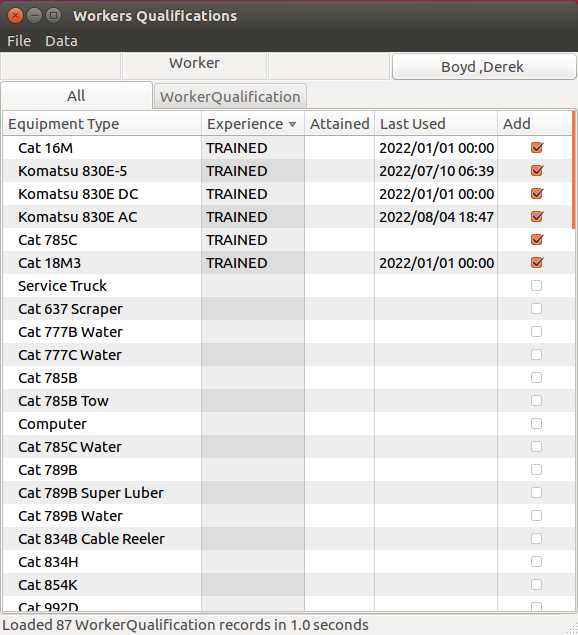 Workers Qualifications
File Data
Worker Boyd ,Derek
All WorkerQualification
Equipment Type Experience Attained Last Used Add
Cat 16M TRAINED 2022/01/01 00:00
Komatsu 830E-5 TRAINED 2022/07/10 06:39
Komatsu 830E DC TRAINED 2022/01/01 00:00
Komatsu 830E AC TRAINED 2022/08/04 18:47
Cat 785C TRAINED
Cat 18M3 TRAINED 2022/01/01 00:00
Service Truck
Cat 637 Scraper
Cat 777B Water
Cat 777C Water
Cat 785B
Cat 785B Tow
Computer
Cat 785C Water
Cat 789B
Cat 789B Super Luber
Cat 789B Water
Cat 834B Cable Reeler
Cat 834H
Cat 854K
Cat 992D
Loaded 87 WorkerQualification records in 1.0 seconds